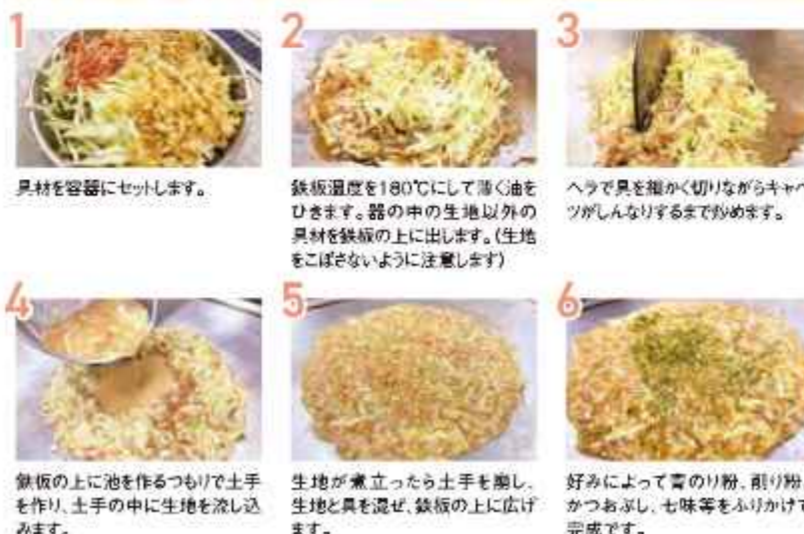 1
具材を容器にセットします。
2
鉄板温度を180℃にして薄く油を
ひきます。器の中の生地以外の
具材を鉄板の上に出します。(生地
をこぼさないように注意します)
3
ヘラで具を細かく切りながらキャベ
ツがしんなりするまで炒めます。
4
鉄板の上に池を作るつもりで土手
を作り、土手の中に生地を流し込
みます。
5
生地が煮立ったら土手を崩し、
生地と具を混ぜ、鉄板の上に広げ
ます。
6
好みによって青のり粉、削り粉
かつおぶし、七味等をふりかけて
完成です。